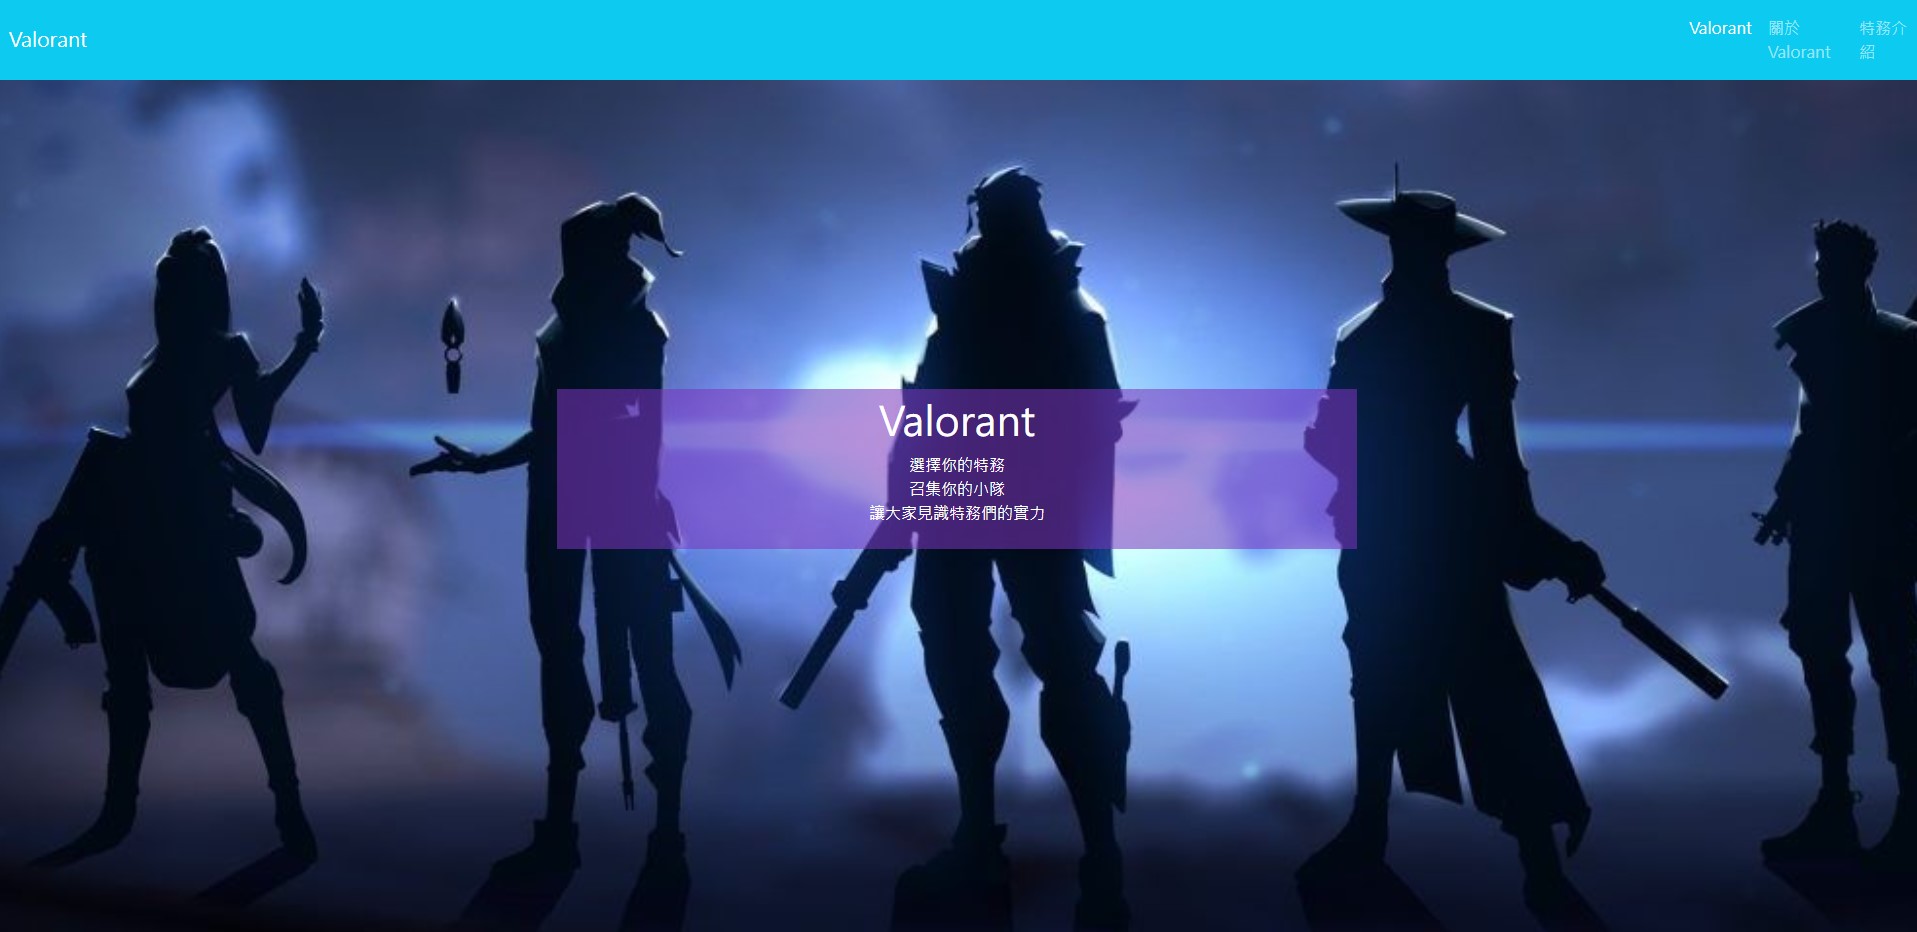 Valorant
Valorant
關於
Valorant
特務介
紹
Valorant
選擇你的特務
召集你的小隊
讓大家見識特務們的實力